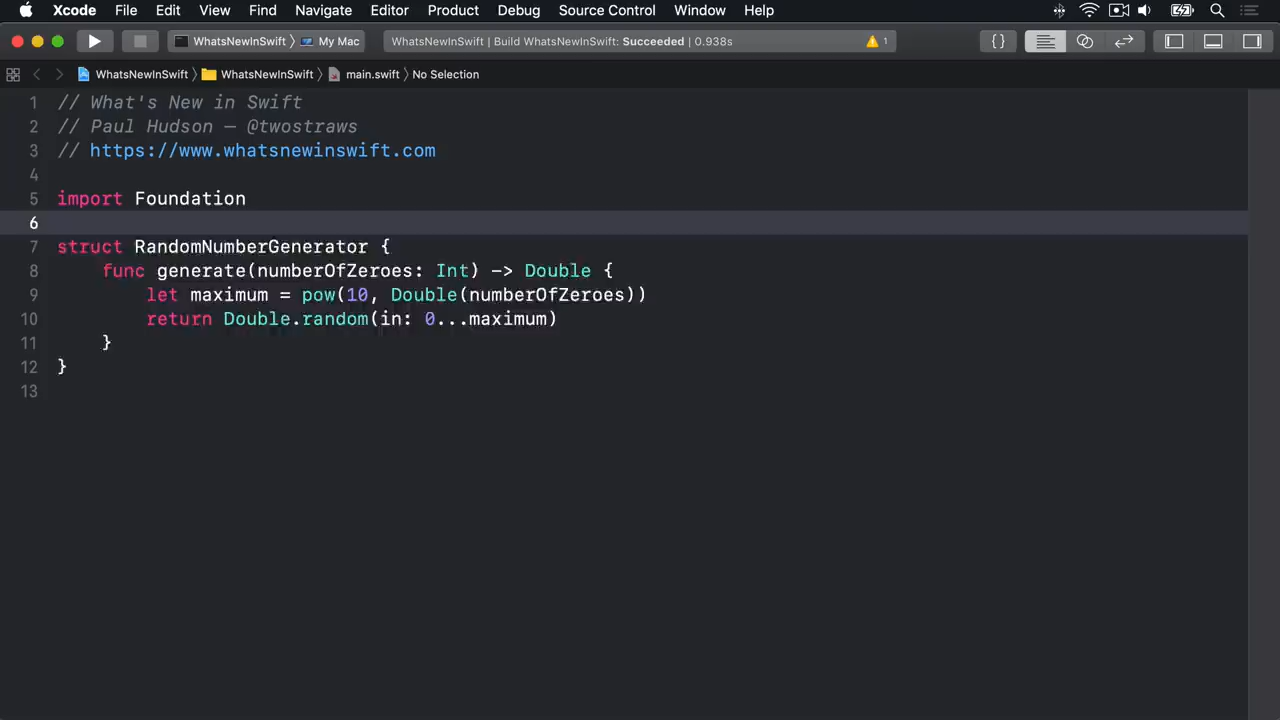 Xcode File Edit View Find Navigate Editor Product Debug Source Control Window Help
WhatsNewInSwift 〉 My Mac WhatsNewInSwift | Build WhatsNewInSwift: Succeeded | 0.938s 1 {}
WhatsNewInSwift 〉 WhatsNewInSwift 〉 main.swift 〉 No Selection
1 // What's New in Swift
2 // Paul Hudson — @twostraws
3 // https://www.whatsnewinswift.com
4
5 import Foundation
6
7 struct RandomNumberGenerator {
8 func generate(numberOfZeroes: Int) -> Double {
9 let maximum = pow(10, Double(numberOfZeroes))
10 return Double.random(in: 0...maximum)
11 }
12 }
13